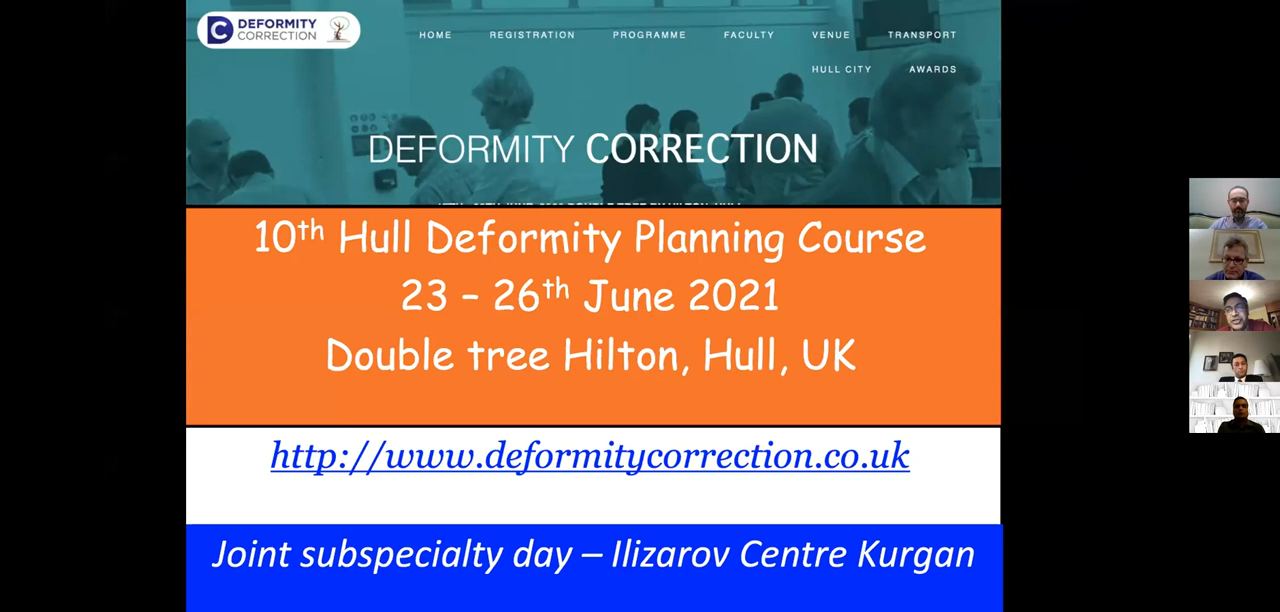 DEFORMITY
CORRECTION
HOME REGISTRATION PROGRAMME FACULTY VENUE TRANSPORT
HULL CITY AWARDS
DEFORMITY CORRECTION
10th Hull Deformity Planning Course
23 – 26th June 2021
Double tree Hilton, Hull, UK
http://www.deformitycorrection.co.uk
Joint subspecialty day – Ilizarov Centre Kurgan